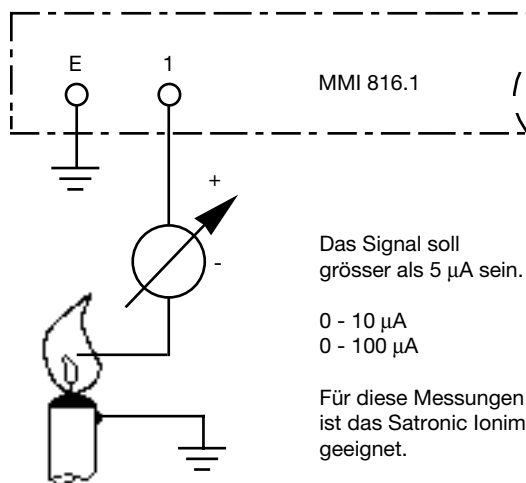 E
1
MMI 816.1
+
-
Das Signal soll
grösser als 5 µA sein.
0 - 10 µA
0 - 100 µA
Für diese Messungen
ist das Satronic Ionim
geeignet.